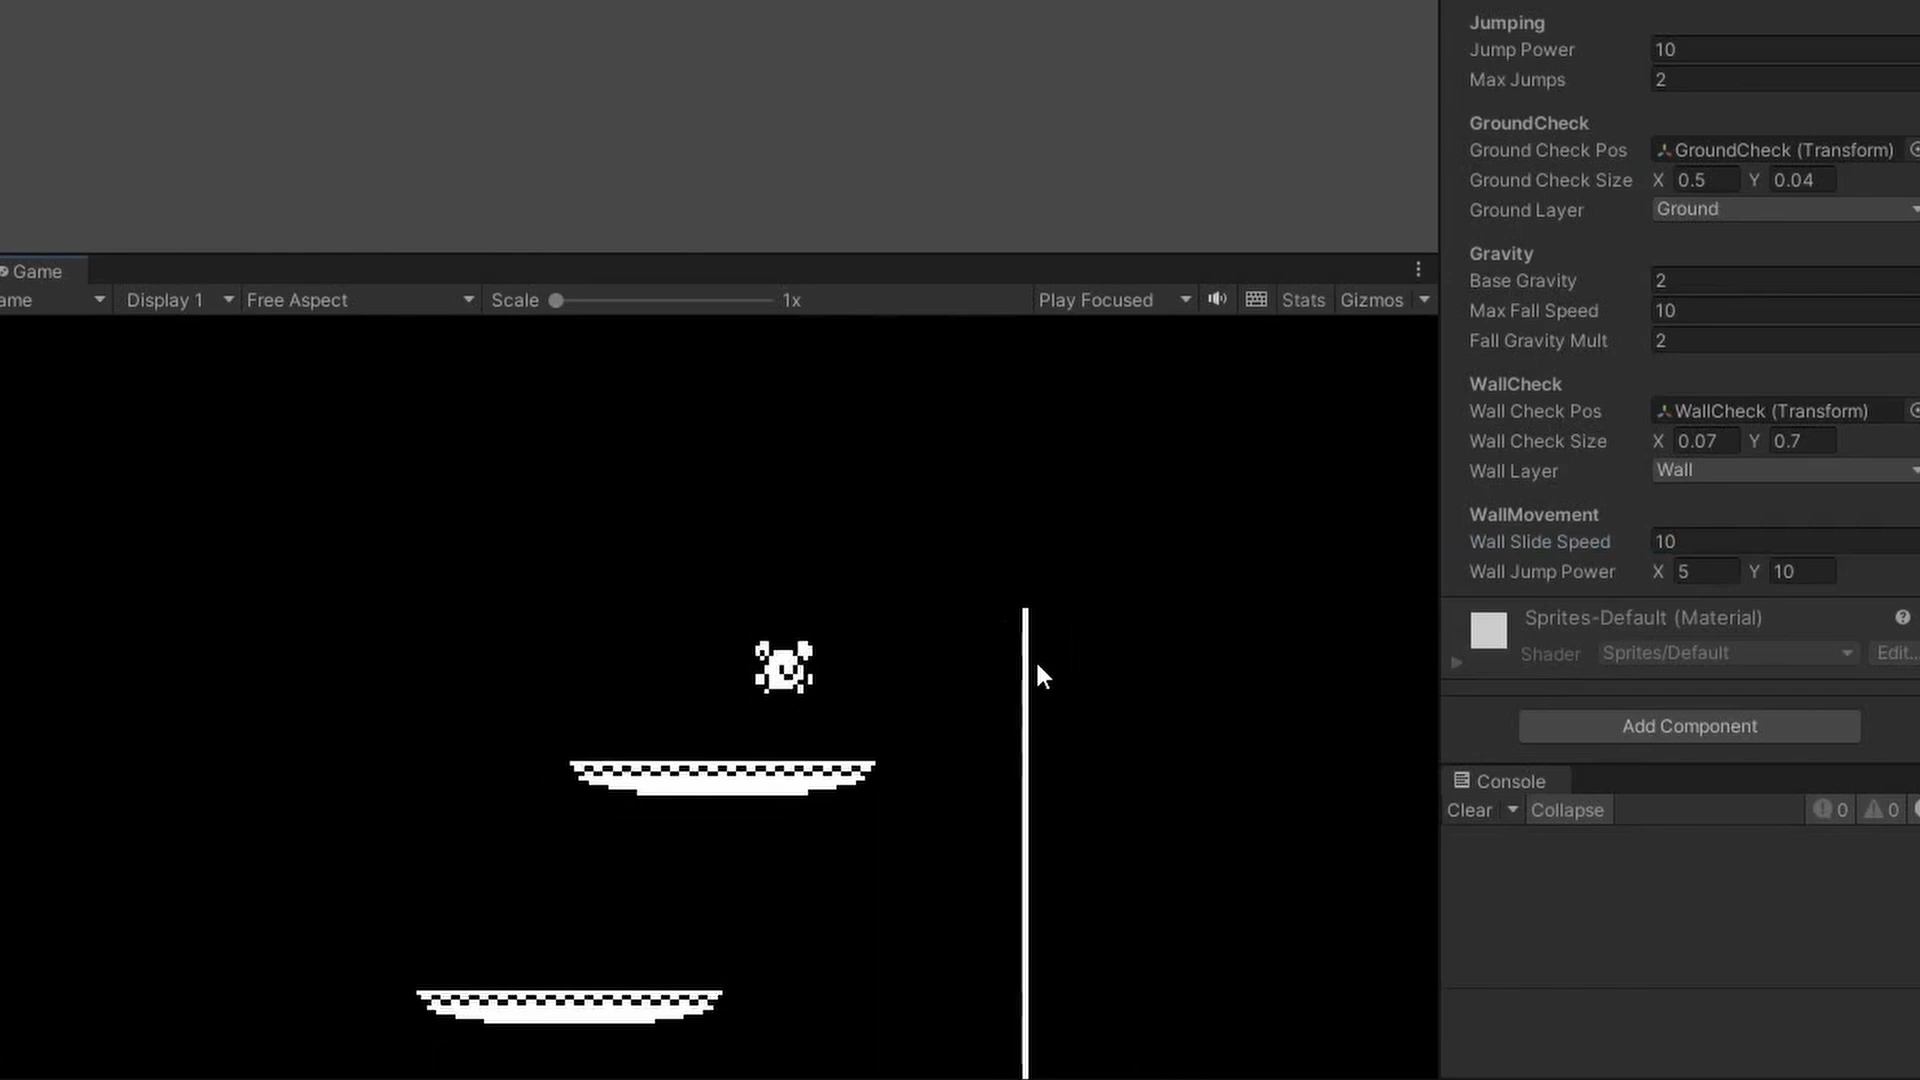 Jumping
Jump Power 10
Max Jumps 2
GroundCheck
Ground Check Pos GroundCheck (Transform)
Ground Check Size X 0.5 Y 0.04
Ground Layer Ground
Gravity
Base Gravity 2
Max Fall Speed 10
Fall Gravity Mult 2
WallCheck
Wall Check Pos WallCheck (Transform)
Wall Check Size X 0.07 Y 0.7
Wall Layer Wall
WallMovement
Wall Slide Speed 10
Wall Jump Power X 5 Y 10
Sprites-Default (Material)
Shader Sprites/Default Edit...
Add Component
Console
Clear Collapse 0 0
Game
ame Display 1 Free Aspect Scale 1x Play Focused Stats Gizmos